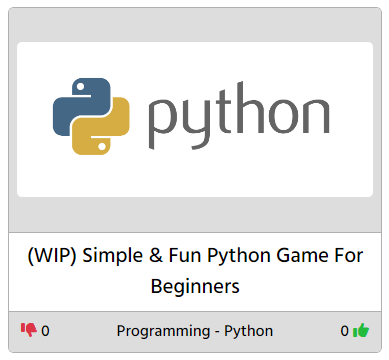 python
(WIP) Simple & Fun Python Game For
Beginners
0 Programming - Python 0